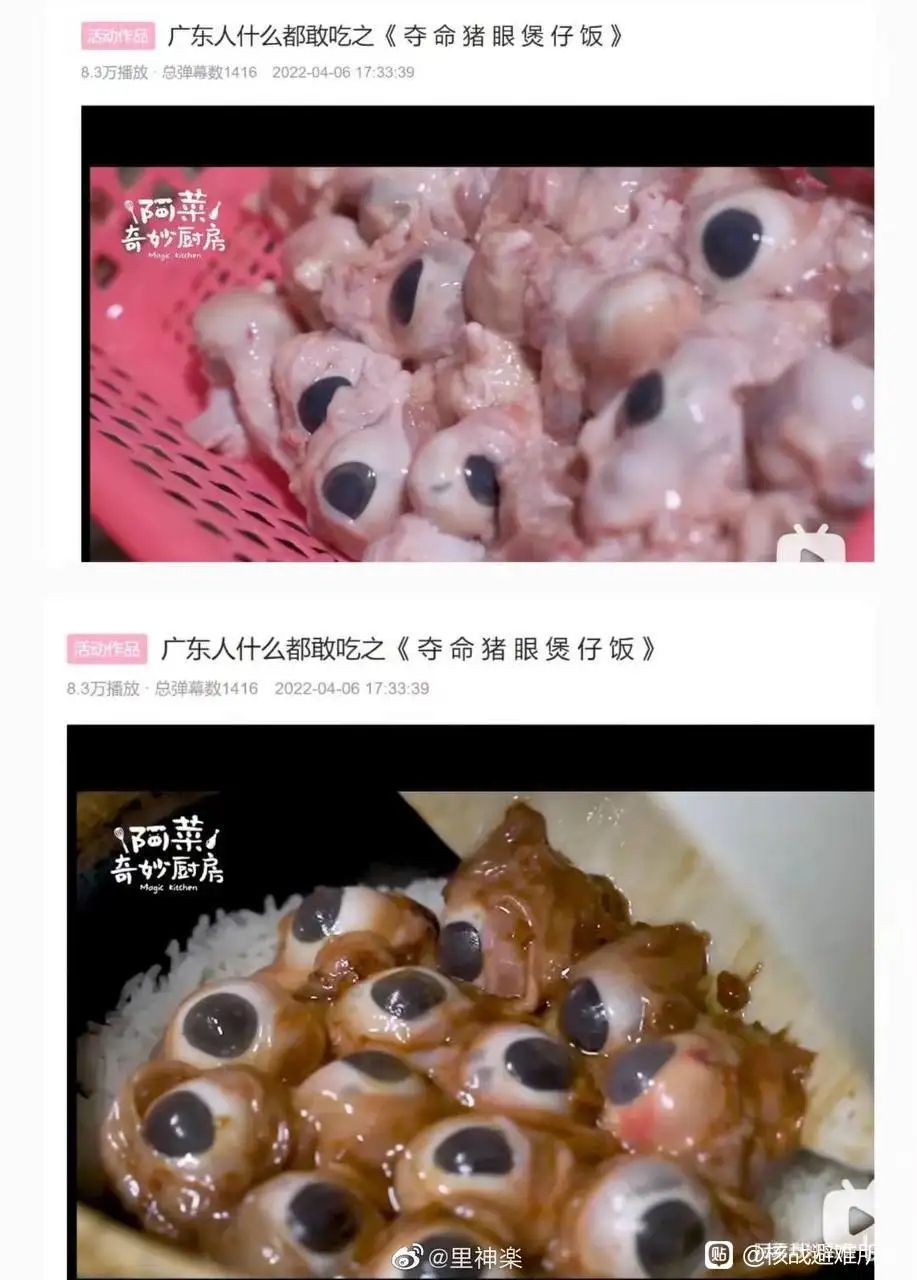 活动作品 广东人什么都敢吃之《 夺 命 猪 眼 煲 仔 饭 》
8.3万播放 · 总弹幕数1416 2022-04-06 17:33:39
阿菜
奇妙厨房
Magic Kitchen
活动作品 广东人什么都敢吃之《 夺 命 猪 眼 煲 仔 饭 》
8.3万播放 · 总弹幕数1416 2022-04-06 17:33:39
阿菜
奇妙厨房
Magic Kitchen
@里神楽
贴 @核战避难所